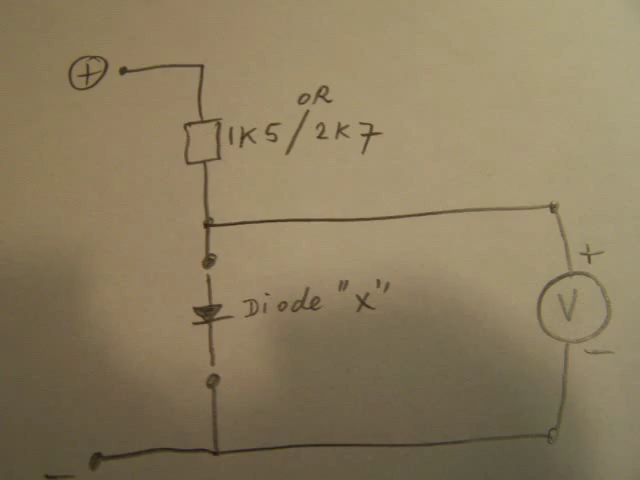 +
OR
1K5/2K7
+
Diode "X"
V
-
-